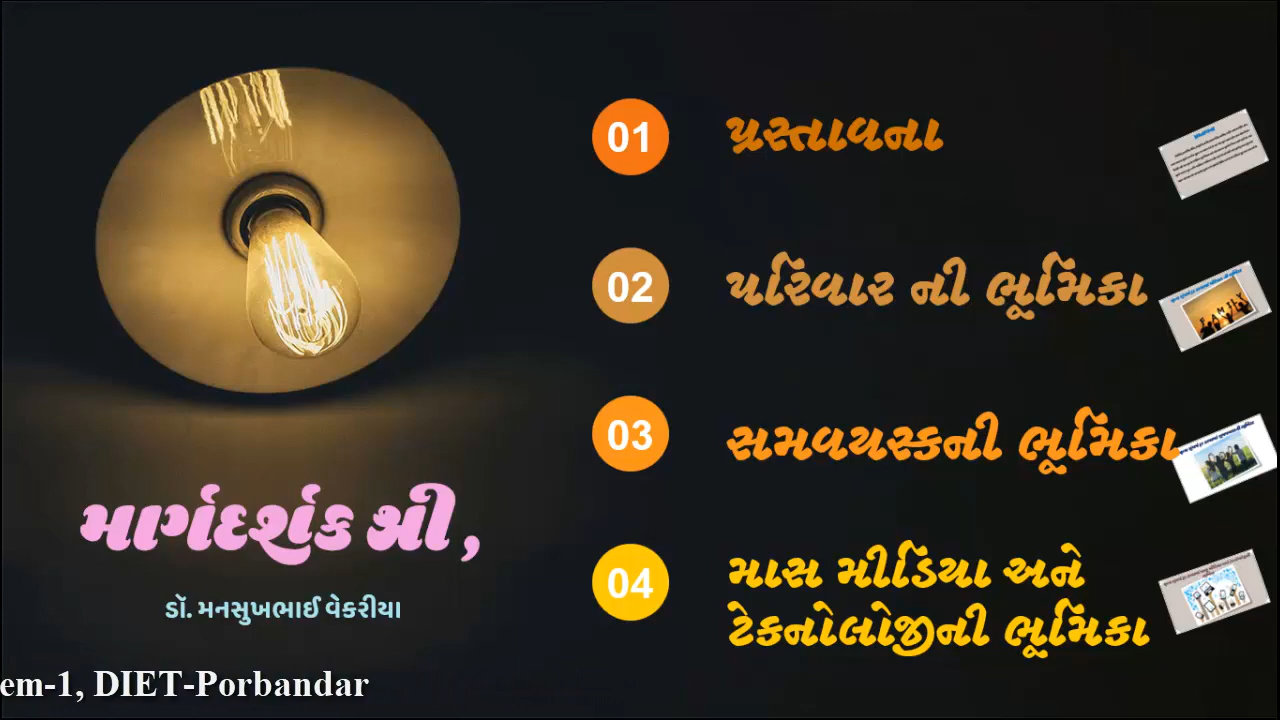 01
પ્રસ્તાવના
02
પરિવાર ની ભૂમિકા
03
સમવયસ્કની ભૂમિકા
04
માસ મીડિયા અને
ટેકનોલોજીની ભૂમિકા
માર્ગદર્શક શ્રી,
ડૉ. મનસુખભાઈ વેકરીયા
em-1, DIET-Porbandar
FAMILY